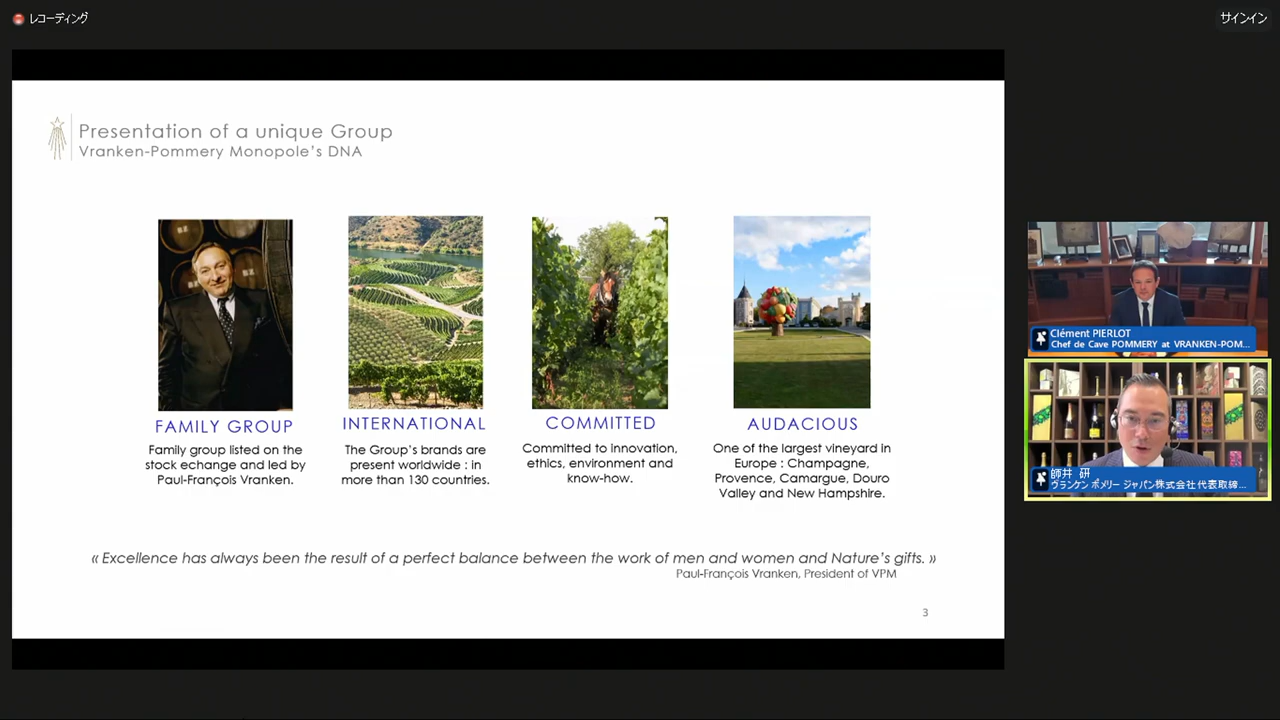 レコーディング
サインイン
Presentation of a unique Group
Vranken-Pommery Monopole's DNA
BZ
BZ
BZ
FAMILY GROUP
Family group listed on the
stock echange and led by
Paul-François Vranken.
INTERNATIONAL
The Group's brands are
present worldwide : in
more than 130 countries.
COMMITTED
Committed to innovation,
ethics, environment and
know-how.
AUDACIOUS
One of the largest vineyard in
Europe : Champagne,
Provence, Camargue, Douro
Valley and New Hampshire.
« Excellence has always been the result of a perfect balance between the work of men and women and Nature's gifts. »
Paul-François Vranken, President of VPM
3
Clément PIERLOT
Chef de Cave POMMERY at VRANKEN-POM...
師井 研
ヴランケン ポメリー ジャパン株式会社 代表取締...